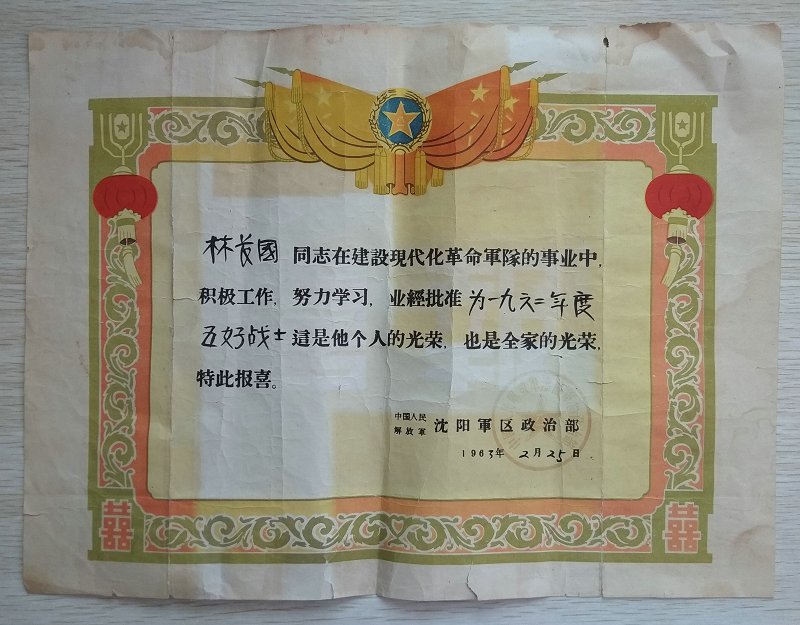 林长國 同志在建設現代化革命軍隊的事业中,
积极工作, 努力学习, 业經批准为一九六二年度
五好战士這是他个人的光荣, 也是全家的光荣,
特此报喜。
中国人民
解放軍 沈阳軍区政治部
1963年 2月25日
囍 囍